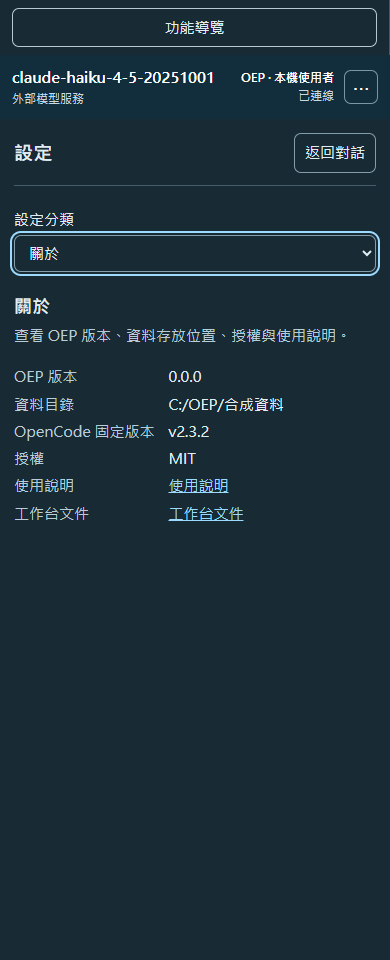 功能導覽
claude-haiku-4-5-20251001
外部模型服務
OEP · 本機使用者
已連線
...
設定
返回對話
設定分類
關於
關於
查看 OEP 版本、資料存放位置、授權與使用說明。
OEP 版本 0.0.0
資料目錄 C:/OEP/合成資料
OpenCode 固定版本 v2.3.2
授權 MIT
使用說明 使用說明
工作台文件 工作台文件